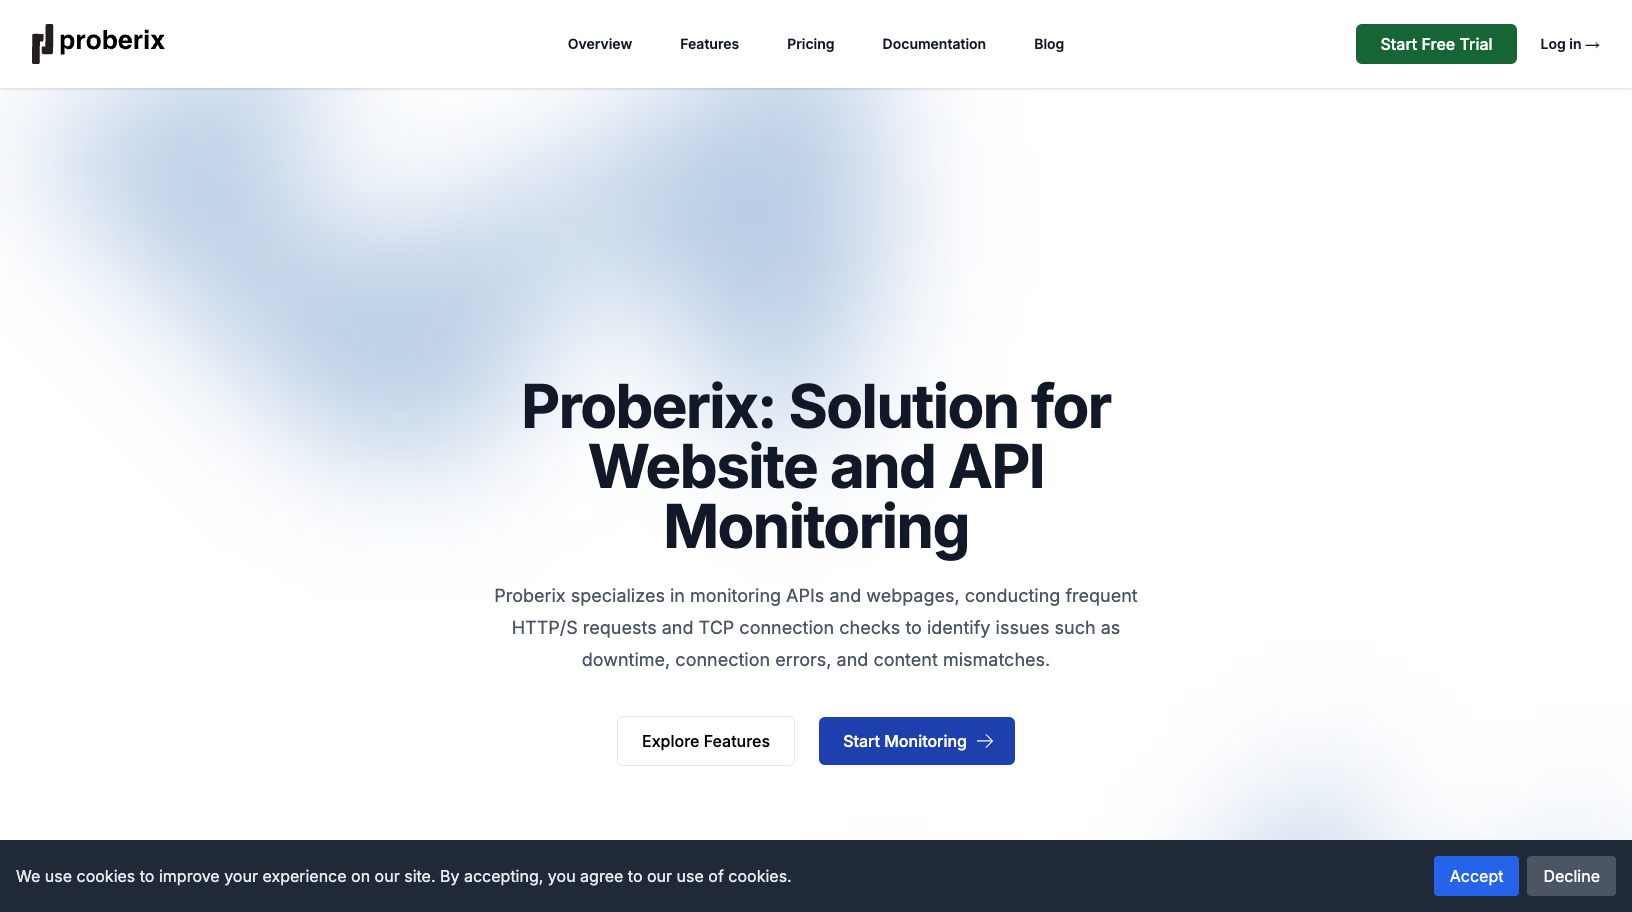 proberix
Overview Features Pricing Documentation Blog
Start Free Trial Log in →
Proberix: Solution for
Website and API
Monitoring
Proberix specializes in monitoring APIs and webpages, conducting frequent
HTTP/S requests and TCP connection checks to identify issues such as
downtime, connection errors, and content mismatches.
Explore Features Start Monitoring →
We use cookies to improve your experience on our site. By accepting, you agree to our use of cookies.
Accept Decline